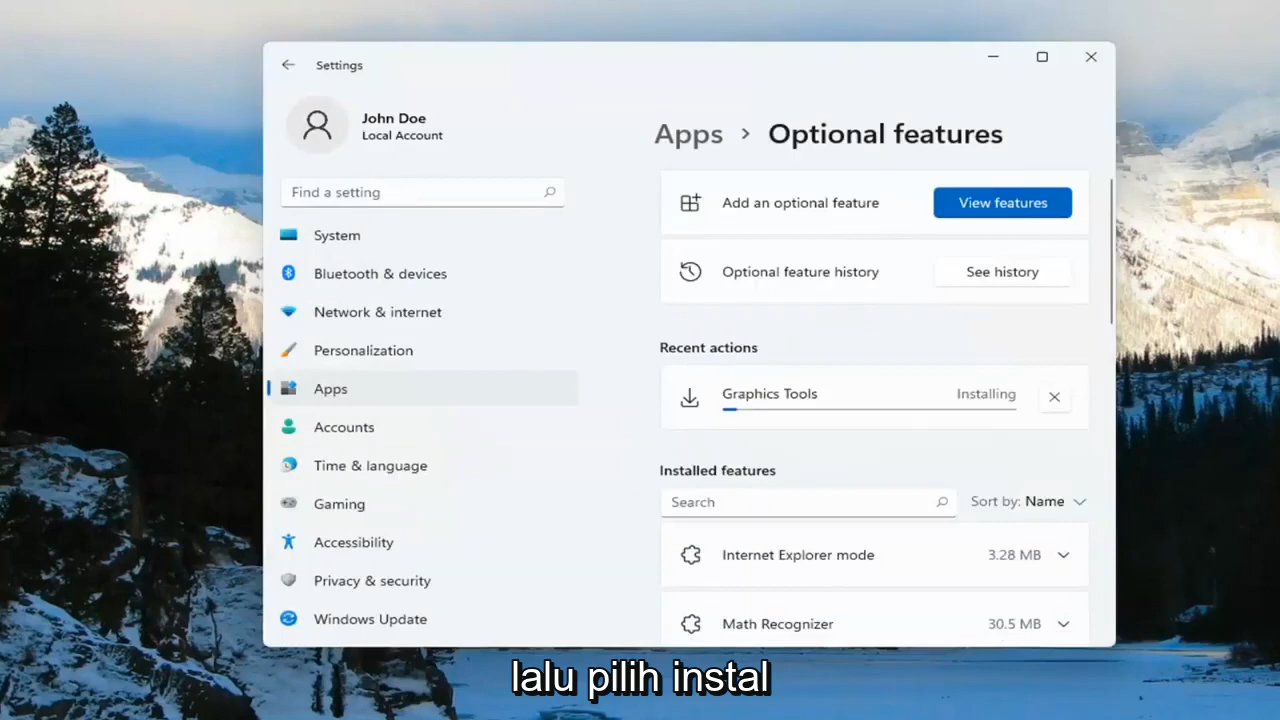 Settings
John Doe
Local Account
Find a setting
System
Bluetooth & devices
Network & internet
Personalization
Apps
Accounts
Time & language
Gaming
Accessibility
Privacy & security
Windows Update
Apps > Optional features
Add an optional feature View features
Optional feature history See history
Recent actions
Graphics Tools Installing
Installed features
Search Sort by: Name
Internet Explorer mode 3.28 MB
Math Recognizer 30.5 MB
lalu pilih instal